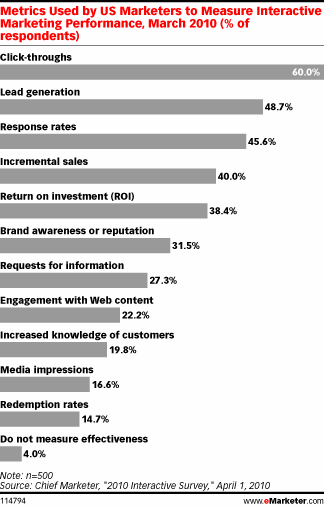 Metrics Used by US Marketers to Measure Interactive
Marketing Performance, March 2010 (% of
respondents)
Click-throughs
60.0%
Lead generation
48.7%
Response rates
45.6%
Incremental sales
40.0%
Return on investment (ROI)
38.4%
Brand awareness or reputation
31.5%
Requests for information
27.3%
Engagement with Web content
22.2%
Increased knowledge of customers
19.8%
Media impressions
16.6%
Redemption rates
14.7%
Do not measure effectiveness
4.0%
Note: n=500
Source: Chief Marketer, "2010 Interactive Survey," April 1, 2010
114794 www.eMarketer.com